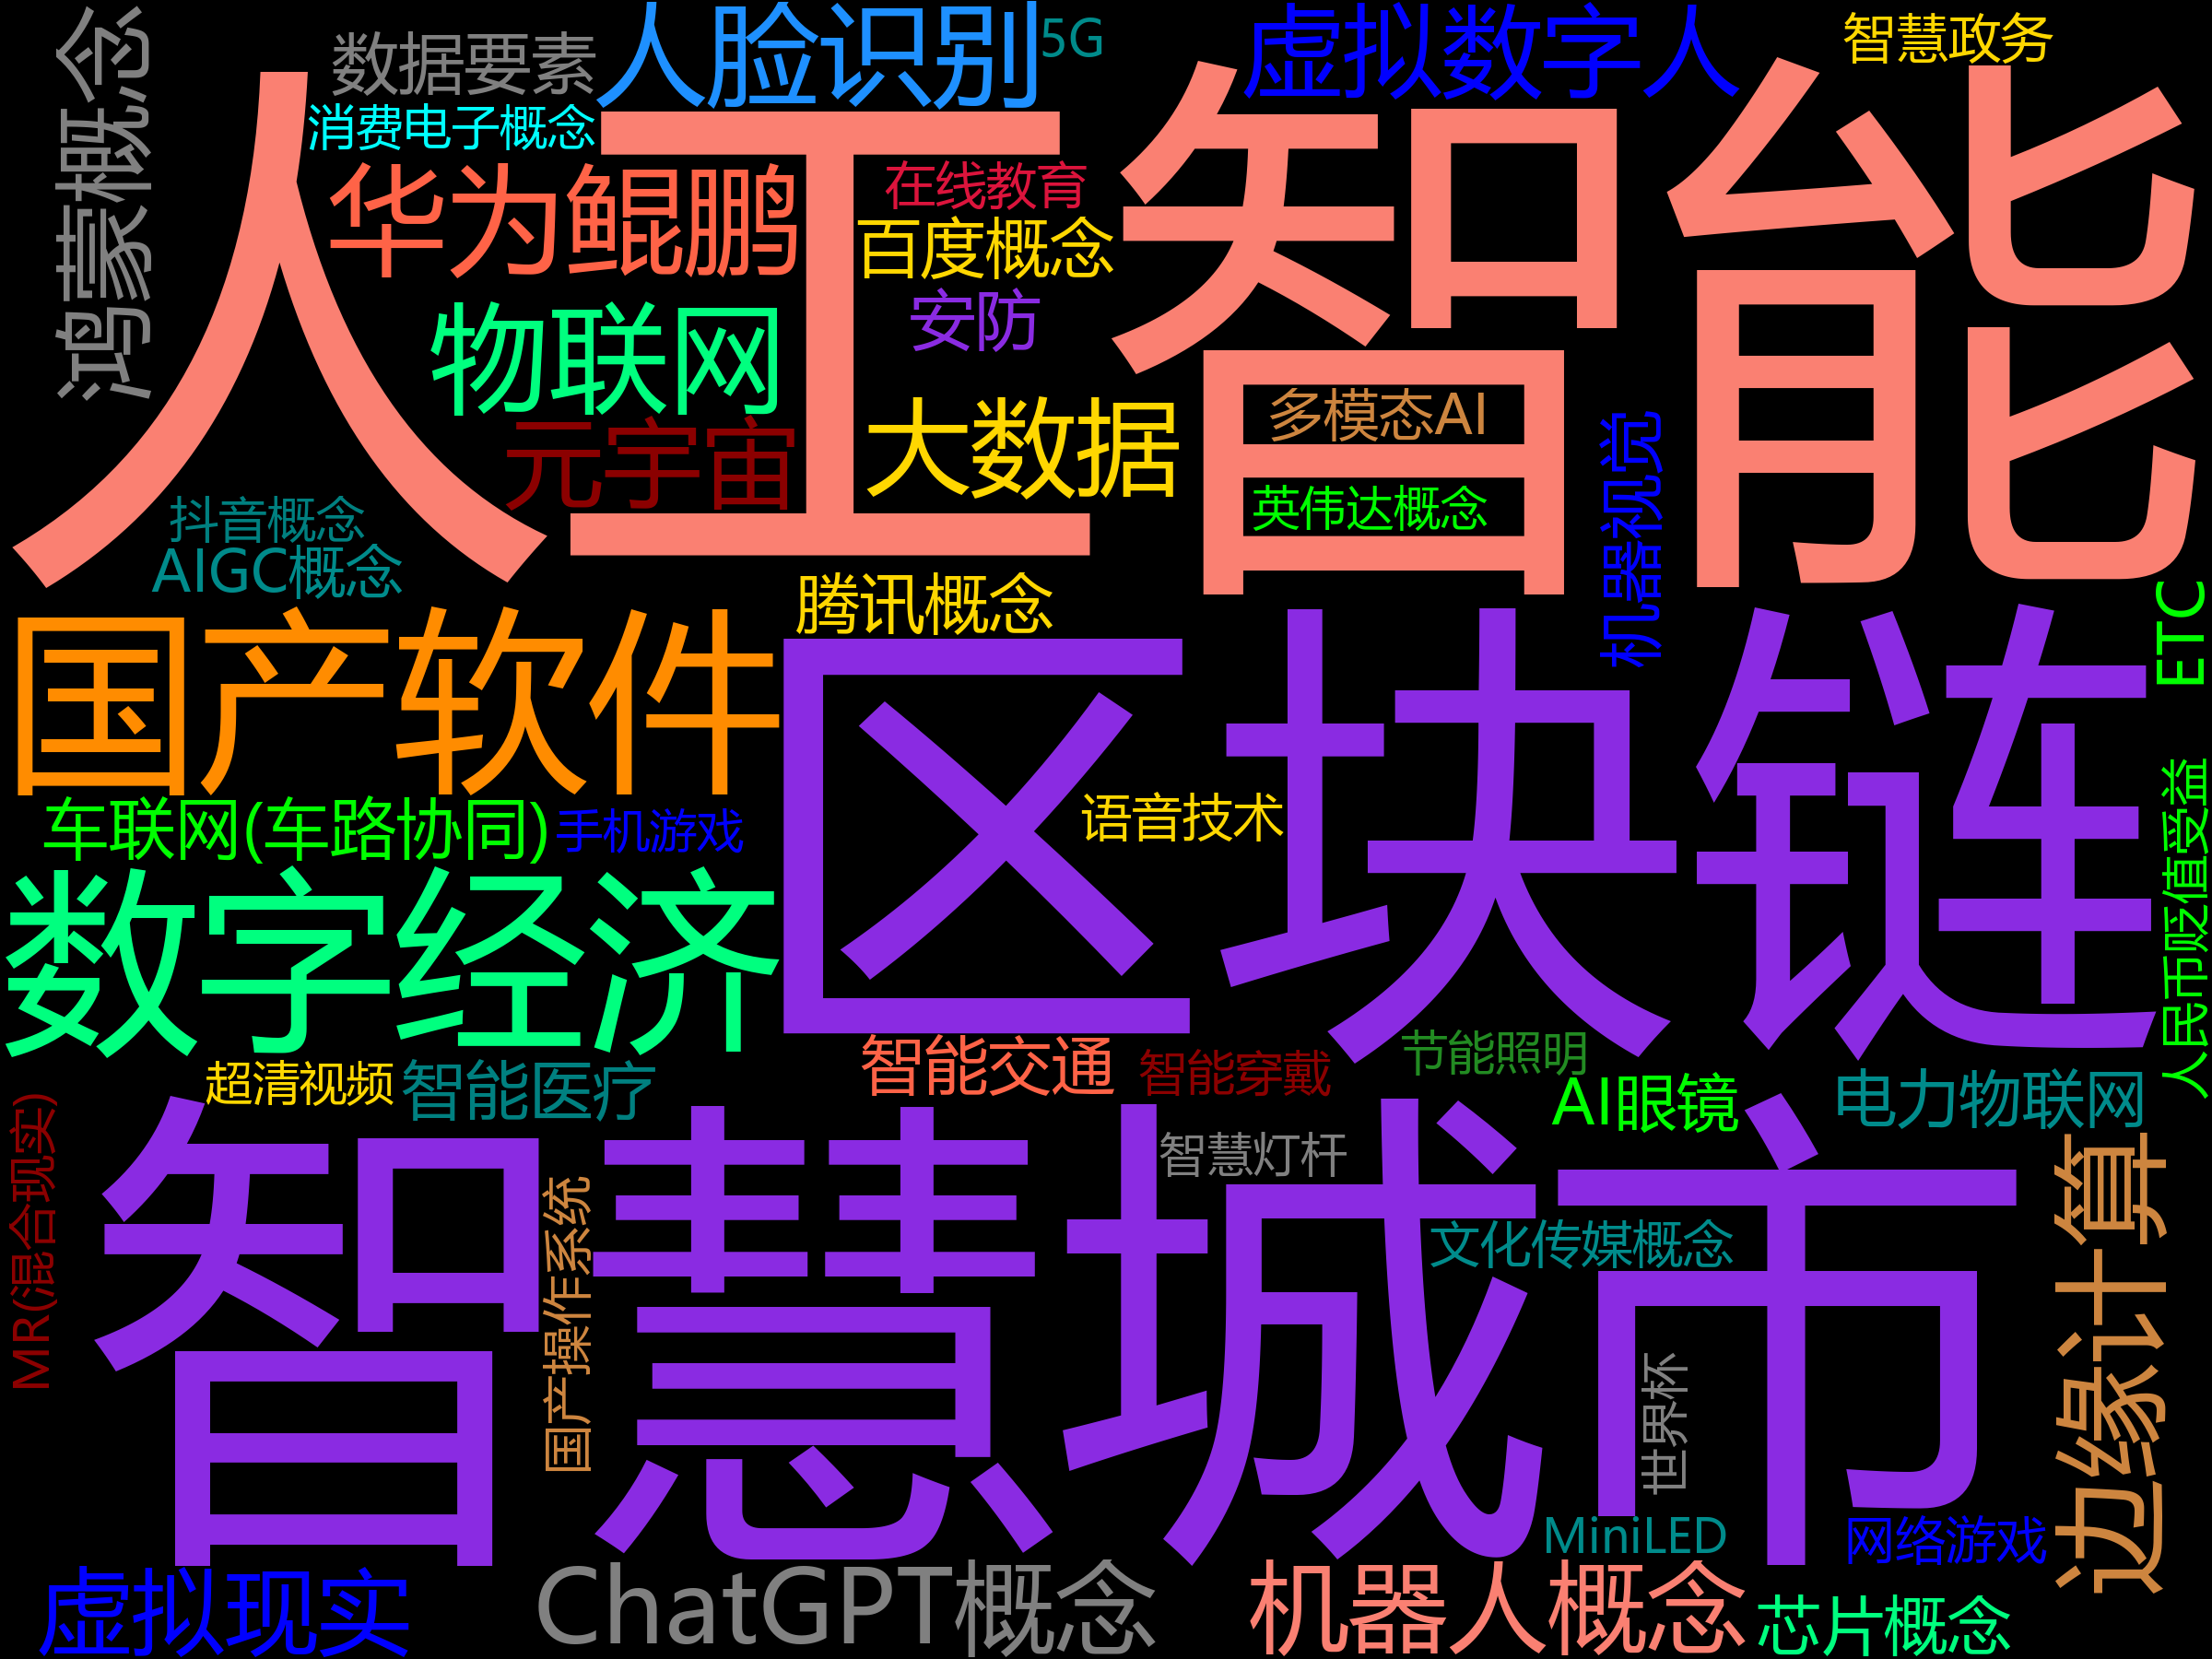 鸿蒙概念
数据要素
人脸识别
5G
虚拟数字人
智慧政务
消费电子概念
人工智能
华为鲲鹏
在线教育
百度概念
安防
物联网
大数据
多模态AI
元宇宙
英伟达概念
机器视觉
抖音概念
AIGC概念
腾讯概念
ETC
国产软件
区块链
语音技术
车联网(车路协同)
手机游戏
人民币贬值受益
数字经济
超清视频
智能医疗
智能交通
智能穿戴
节能照明
AI眼镜
电力物联网
MR(混合现实)
智慧城市
智慧灯杆
国产操作系统
文化传媒概念
边缘计算
世界杯
MiniLED
网络游戏
虚拟现实
ChatGPT概念
机器人概念
芯片概念